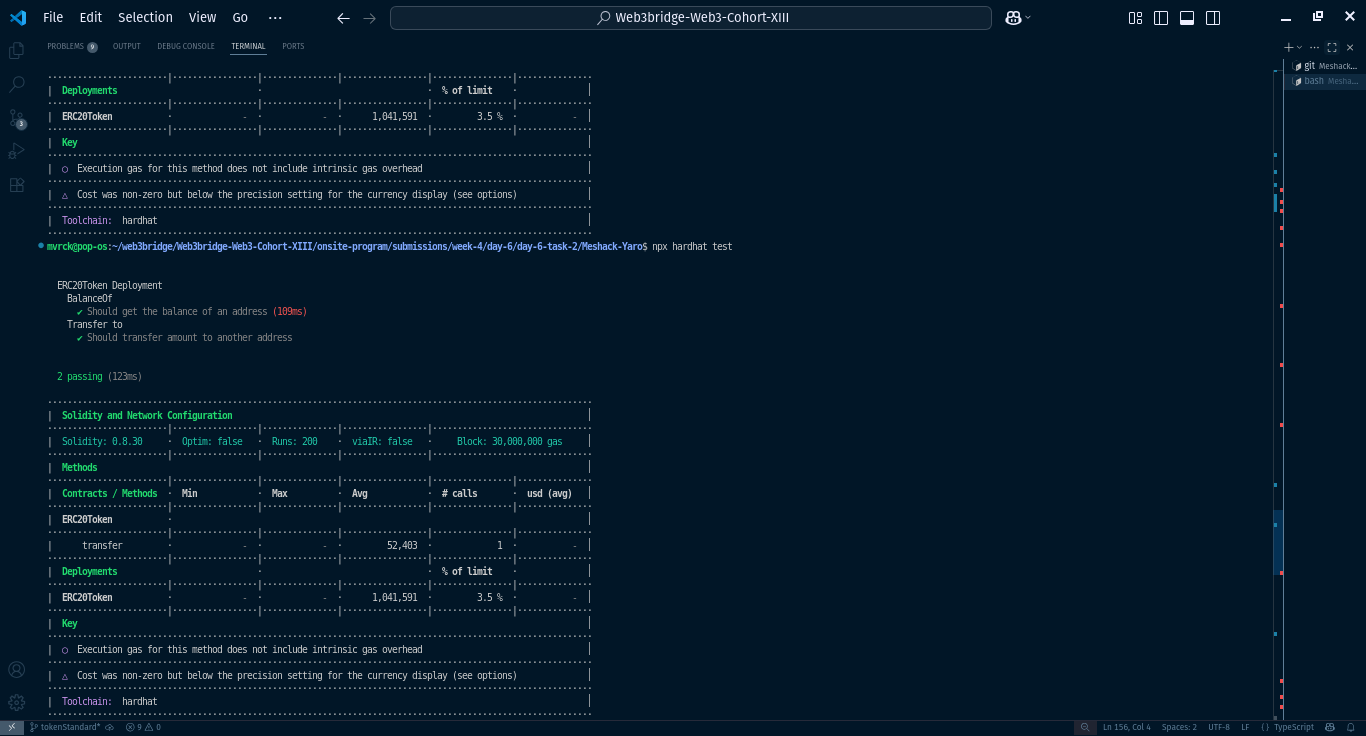 File Edit Selection View Go ··· Web3bridge-Web3-Cohort-XIII
PROBLEMS 9 OUTPUT DEBUG CONSOLE TERMINAL PORTS
git Meshack...
bash Mesha...
| Deployments · · % of limit · |
| ERC20Token · - · - · 1,041,591 · 3.5 % · - |
| Key |
| ○ Execution gas for this method does not include intrinsic gas overhead |
| △ Cost was non-zero but below the precision setting for the currency display (see options) |
| Toolchain: hardhat |
mvrck@pop-os:~/web3bridge/Web3bridge-Web3-Cohort-XIII/onsite-program/submissions/week-4/day-6/day-6-task-2/Meshack-Yaro$ npx hardhat test
ERC20Token Deployment
BalanceOf
✔ Should get the balance of an address (109ms)
Transfer to
✔ Should transfer amount to another address
2 passing (123ms)
| Solidity and Network Configuration |
| Solidity: 0.8.30 · Optim: false · Runs: 200 · viaIR: false · Block: 30,000,000 gas |
| Methods |
| Contracts / Methods · Min · Max · Avg · # calls · usd (avg) |
| ERC20Token · |
| transfer · - · - · 52,403 · 1 · - |
| Deployments · · % of limit · |
| ERC20Token · - · - · 1,041,591 · 3.5 % · - |
| Key |
| ○ Execution gas for this method does not include intrinsic gas overhead |
| △ Cost was non-zero but below the precision setting for the currency display (see options) |
| Toolchain: hardhat |
3
tokenStandard* 9 0 Ln 156, Col 4 Spaces: 2 UTF-8 LF {} TypeScript